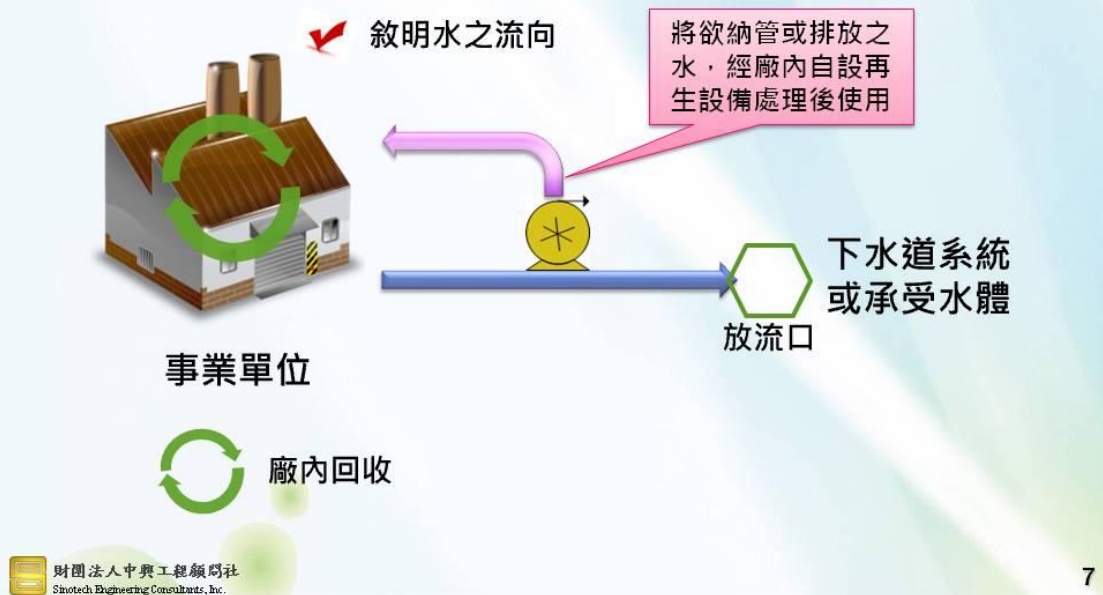 敘明水之流向
將欲納管或排放之
水，經廠內自設再
生設備處理後使用
下水道系統
或承受水體
放流口
事業單位
廠內回收
財團法人中興工程顧問社
Sinotech Engineering Consultants, Inc.
7